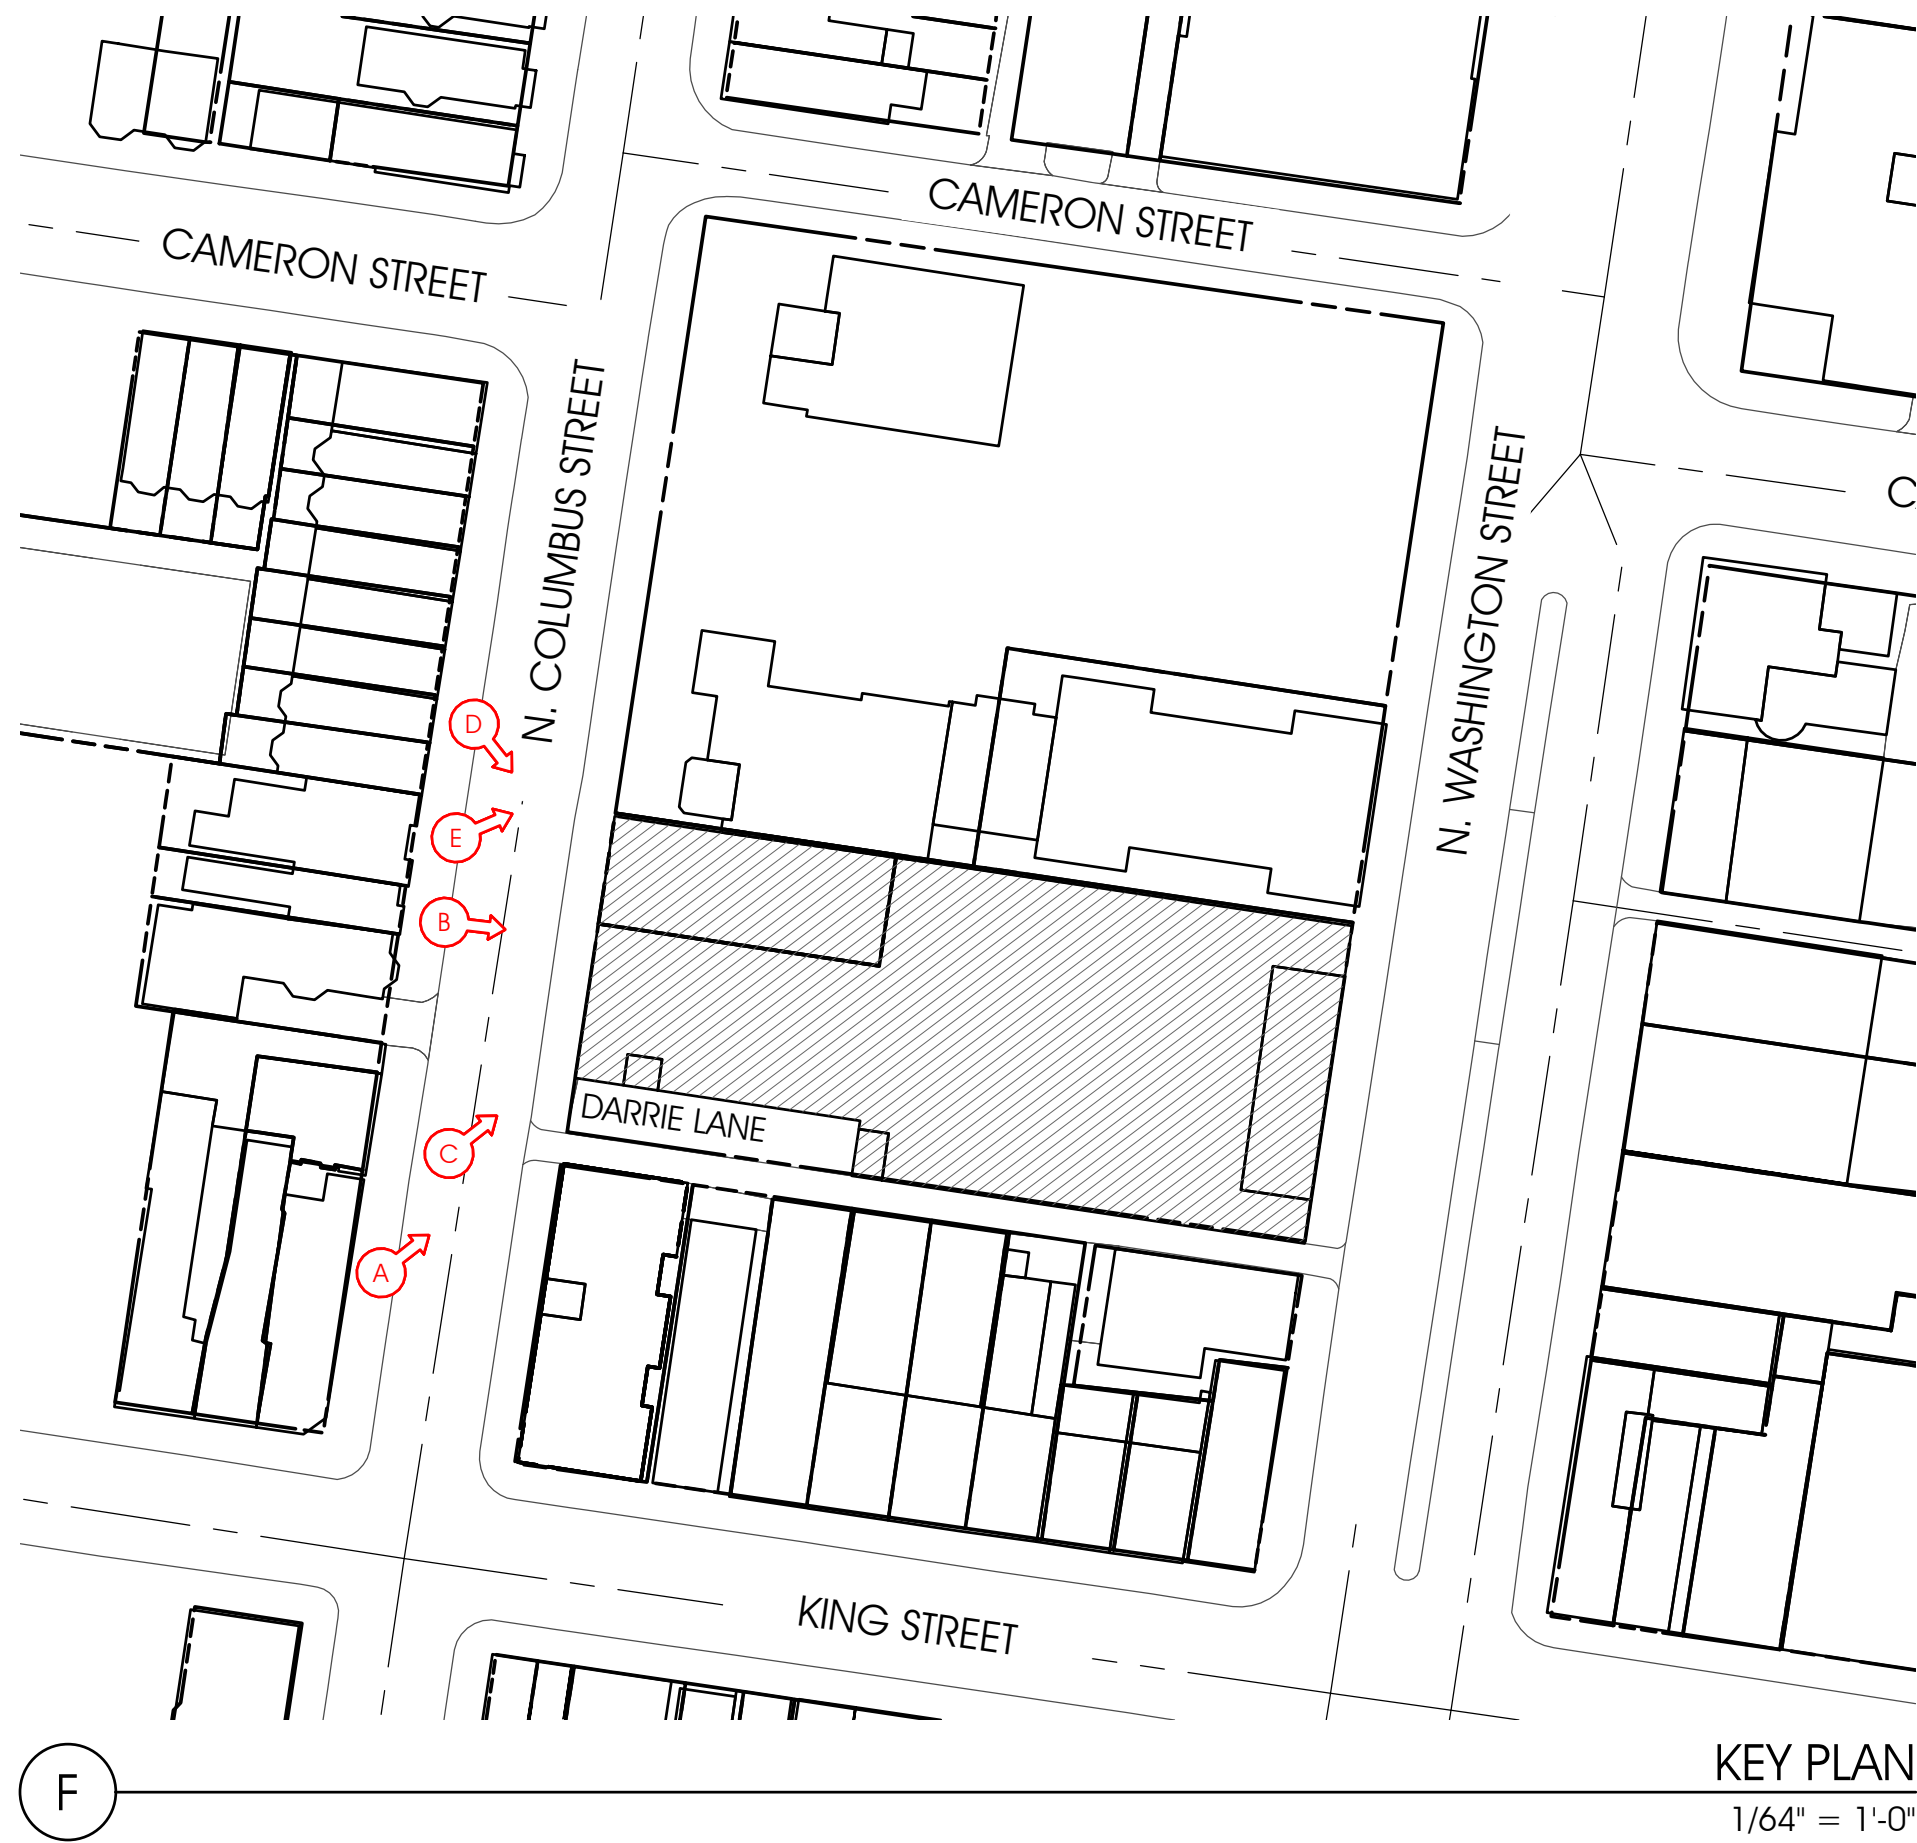 CAMERON STREET
CAMERON STREET
N. COLUMBUS STREET
N. WASHINGTON STREET
C
D
E
B
DARRIE LANE
C
A
KING STREET
F
KEY PLAN
1/64" = 1'-0"